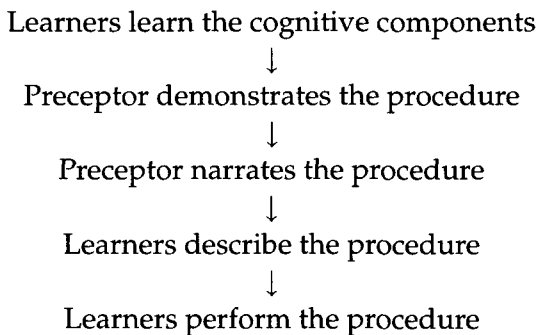 Learners learn the cognitive components
↓
Preceptor demonstrates the procedure
↓
Preceptor narrates the procedure
↓
Learners describe the procedure
↓
Learners perform the procedure